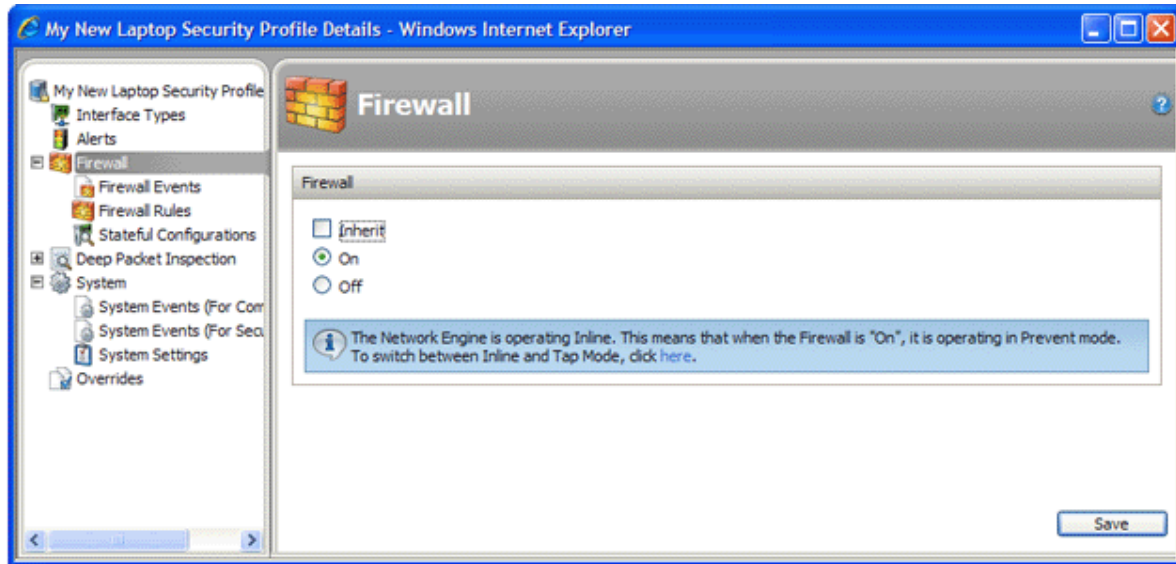 My New Laptop Security Profile Details - Windows Internet Explorer
My New Laptop Security Profile
Interface Types
Alerts
Firewall
Firewall Events
Firewall Rules
Stateful Configurations
Deep Packet Inspection
System
System Events (For Com
System Events (For Secu
System Settings
Overrides
Firewall
Firewall
Inherit
On
Off
The Network Engine is operating Inline. This means that when the Firewall is "On", it is operating in Prevent mode.
To switch between Inline and Tap Mode, click here.
Save